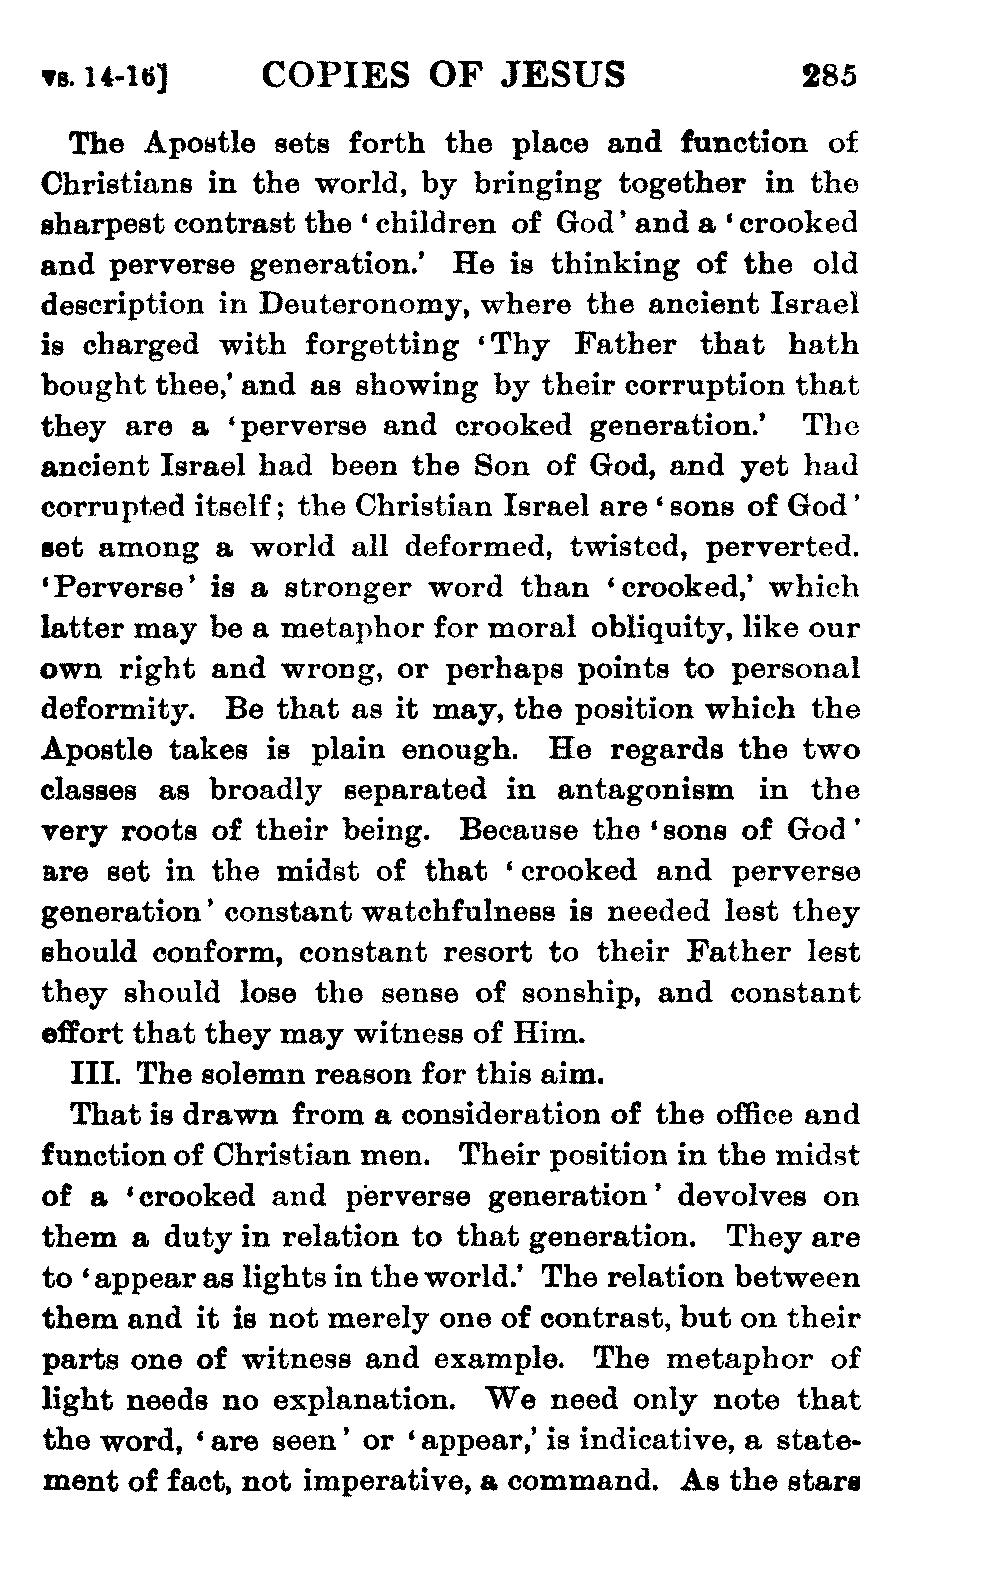 vs. 14-16] COPIES OF JESUS 285
The Apostle sets forth the place and function of
Christians in the world, by bringing together in the
sharpest contrast the ‘children of God’ and a ‘crooked
and perverse generation.’ He is thinking of the old
description in Deuteronomy, where the ancient Israel
is charged with forgetting ‘Thy Father that hath
bought thee,’ and as showing by their corruption that
they are a ‘perverse and crooked generation.’ The
ancient Israel had been the Son of God, and yet had
corrupted itself; the Christian Israel are ‘sons of God’
set among a world all deformed, twisted, perverted.
‘Perverse’ is a stronger word than ‘crooked,’ which
latter may be a metaphor for moral obliquity, like our
own right and wrong, or perhaps points to personal
deformity. Be that as it may, the position which the
Apostle takes is plain enough. He regards the two
classes as broadly separated in antagonism in the
very roots of their being. Because the ‘sons of God’
are set in the midst of that ‘crooked and perverse
generation’ constant watchfulness is needed lest they
should conform, constant resort to their Father lest
they should lose the sense of sonship, and constant
effort that they may witness of Him.
III. The solemn reason for this aim.
That is drawn from a consideration of the office and
function of Christian men. Their position in the midst
of a ‘crooked and perverse generation’ devolves on
them a duty in relation to that generation. They are
to ‘appear as lights in the world.’ The relation between
them and it is not merely one of contrast, but on their
parts one of witness and example. The metaphor of
light needs no explanation. We need only note that
the word, ‘are seen’ or ‘appear,’ is indicative, a state-
ment of fact, not imperative, a command. As the stars